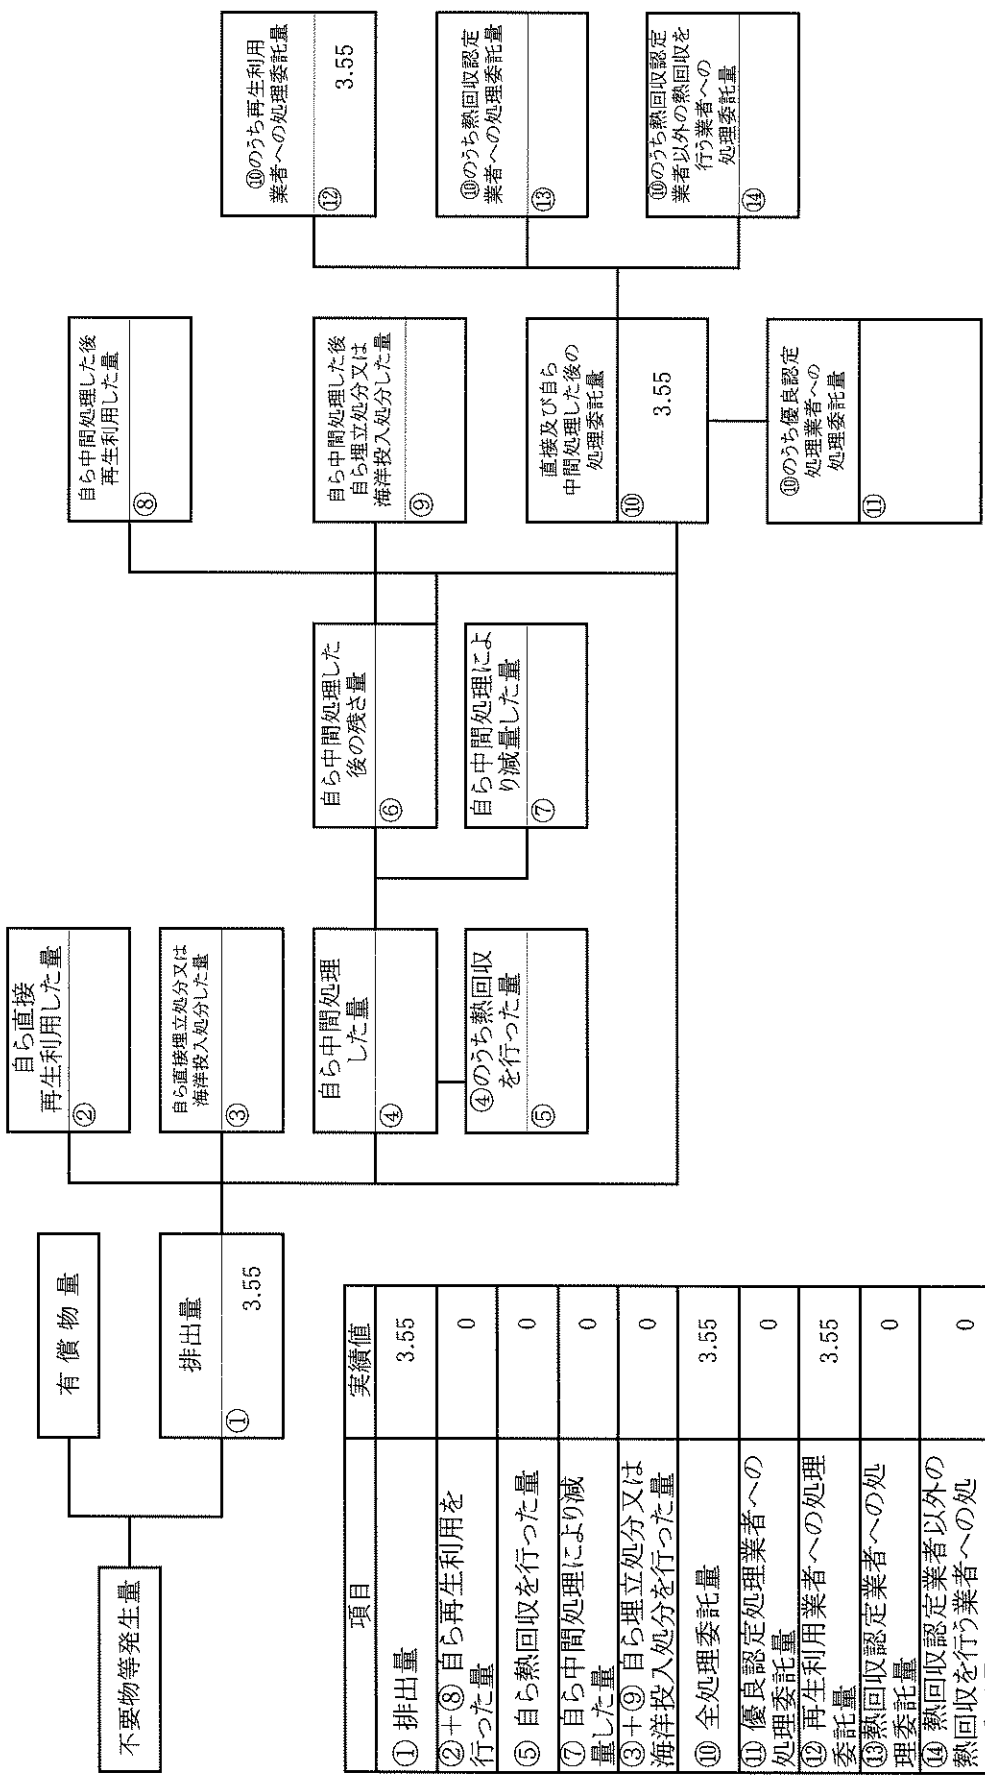 不要物等発生量
有 償 物 量
排出量
①
3.55
自ら直接
再生利用した量
②
自ら直接埋立処分又は
海洋投入処分した量
③
自ら中間処理
した量
④
④のうち熱回収
を行った量
⑤
自ら中間処理した
後の残さ量
⑥
自ら中間処理によ
り減量した量
⑦
自ら中間処理した後
再生利用した量
⑧
自ら中間処理した後
自ら埋立処分又は
海洋投入処分した量
⑨
直接及び自ら
中間処理した後の
処理委託量
⑩
3.55
⑩のうち優良認定
処理業者への
処理委託量
⑪
⑩のうち再生利用
業者への処理委託量
⑫
3.55
⑩のうち熱回収認定
業者への処理委託量
⑬
⑩のうち熱回収認定
業者以外の熱回収を
行う業者への
処理委託量
⑭
項目 実績値
① 排出量 3.55
②+⑧ 自ら再生利用を
行った量 0
⑤ 自ら熱回収を行った量 0
⑦ 自ら中間処理により減
量した量 0
③+⑨ 自ら埋立処分又は
海洋投入処分を行った量 0
⑩ 全処理委託量 3.55
⑪ 優良認定処理業者への
処理委託量 0
⑫ 再生利用業者への処理
委託量 3.55
⑬熱回収認定業者への処
理委託量 0
⑭ 熱回収認定業者以外の
熱回収を行う業者への処 0